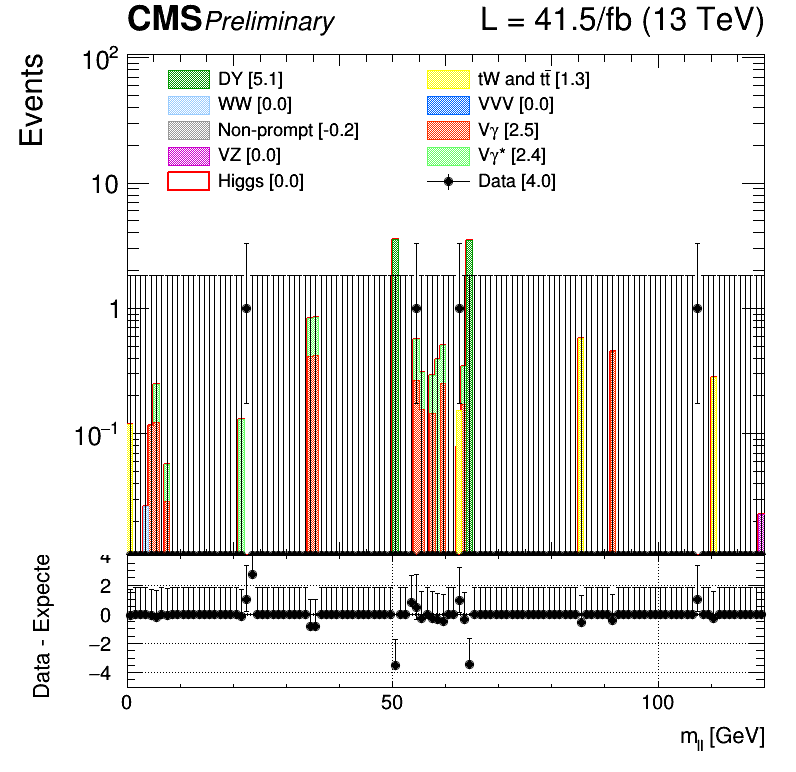 CMS Preliminary L = 41.5/fb (13 TeV)
Events
10²
10
1
10⁻¹
DY [5.1]
WW [0.0]
Non-prompt [-0.2]
VZ [0.0]
Higgs [0.0]
tW and tt̄ [1.3]
VVV [0.0]
Vγ [2.5]
Vγ* [2.4]
Data [4.0]
Data - Expecte
4
2
0
−2
−4
0 50 100
m_ll [GeV]